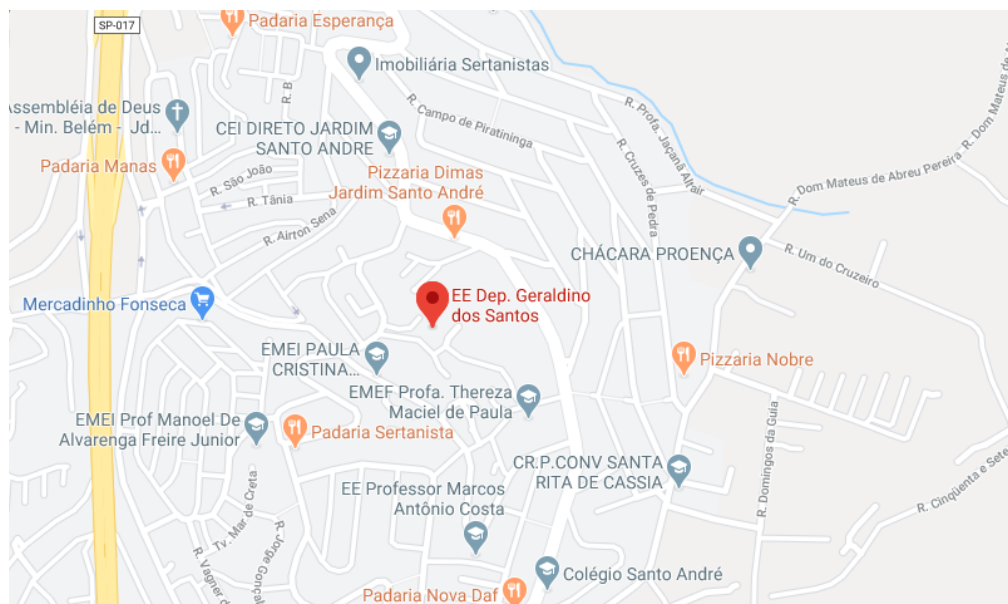 SP-017
Padaria Esperança
Imobiliária Sertanistas
R. B
Assembléia de Deus
- Min. Belém - Jd...
R. Campo de Piratininga
R. Profa. Jaçanã Altair
R. Dom Mateus de Abreu Pereira
R. Dom Mateus de
CEI DIRETO JARDIM
SANTO ANDRE
R. Cruzes de Pedra
Padaria Manas
Pizzaria Dimas
Jardim Santo André
R. São João
R. Tânia
R. Airton Sena
CHÁCARA PROENÇA
R. Um do Cruzeiro
Mercadinho Fonseca
EE Dep. Geraldino
dos Santos
EMEI PAULA
CRISTINA...
Pizzaria Nobre
EMEF Profa. Thereza
Maciel de Paula
EMEI Prof Manoel De
Alvarenga Freire Junior
Padaria Sertanista
R. Domingos da Guia
CR.P.CONV SANTA
RITA DE CASSIA
R. Cinqüenta e Sete
EE Professor Marcos
Antônio Costa
Tv. Mar de Creta
R. Jorge Gonçal
R. Vagner d
Colégio Santo André
Padaria Nova Daf